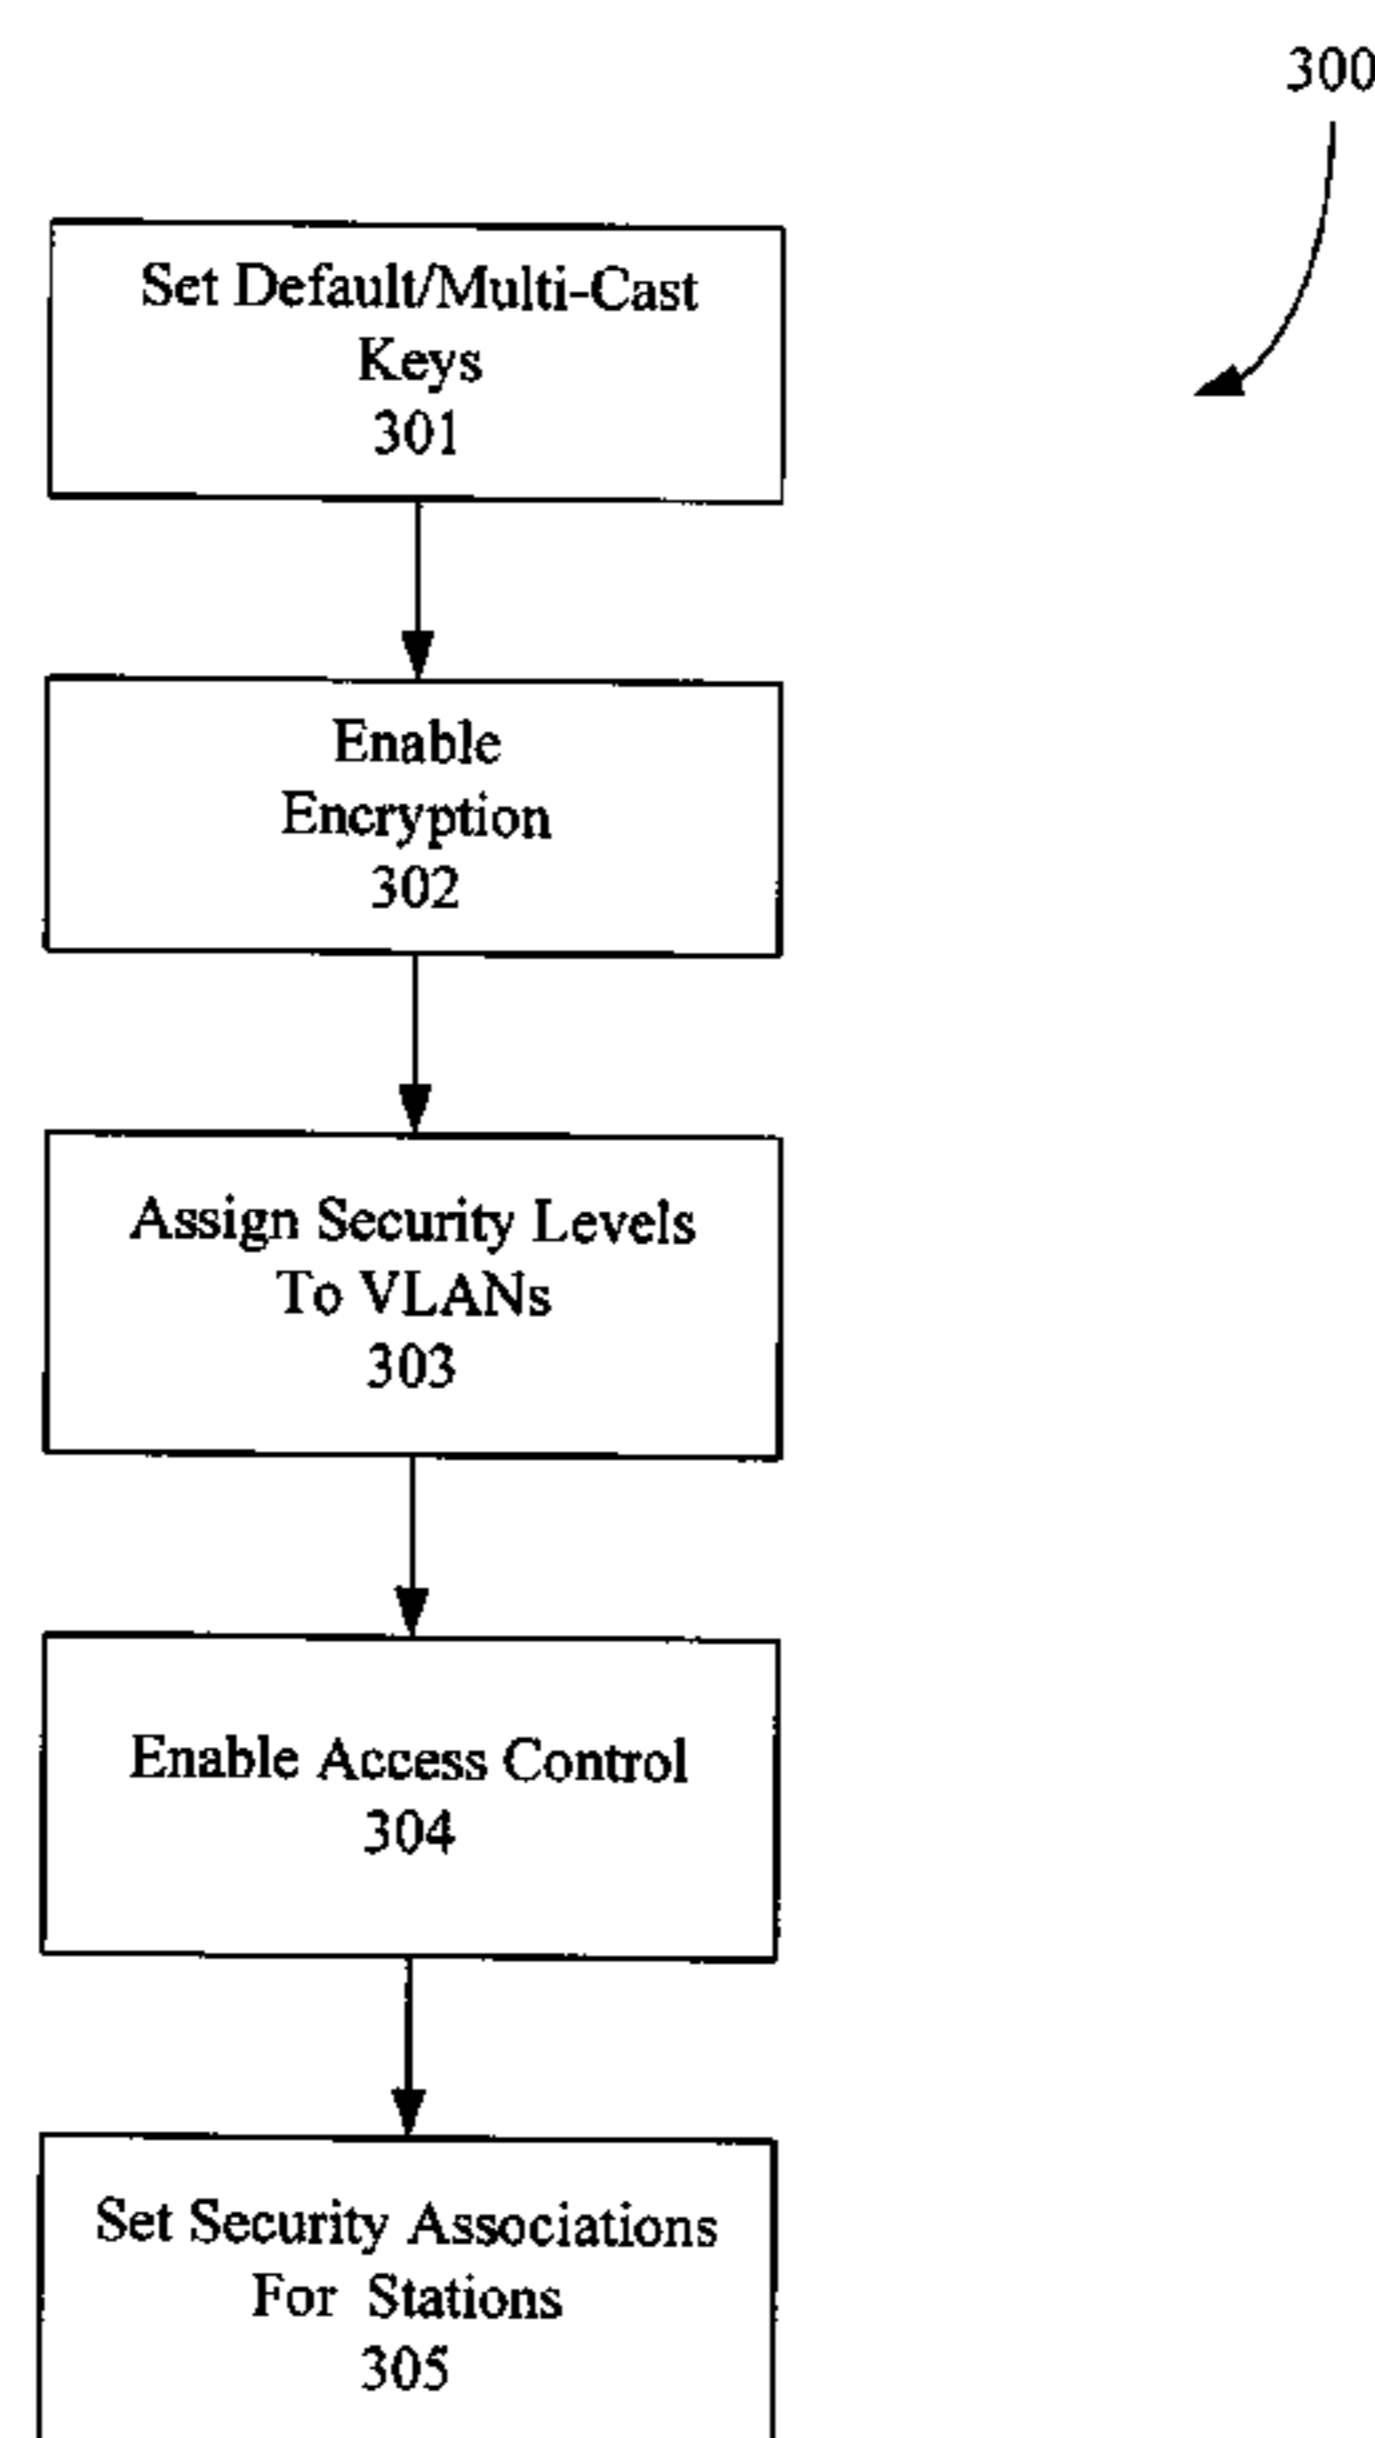 300
Set Default/Multi-Cast
Keys
301
Enable
Encryption
302
Assign Security Levels
To VLANs
303
Enable Access Control
304
Set Security Associations
For Stations
305